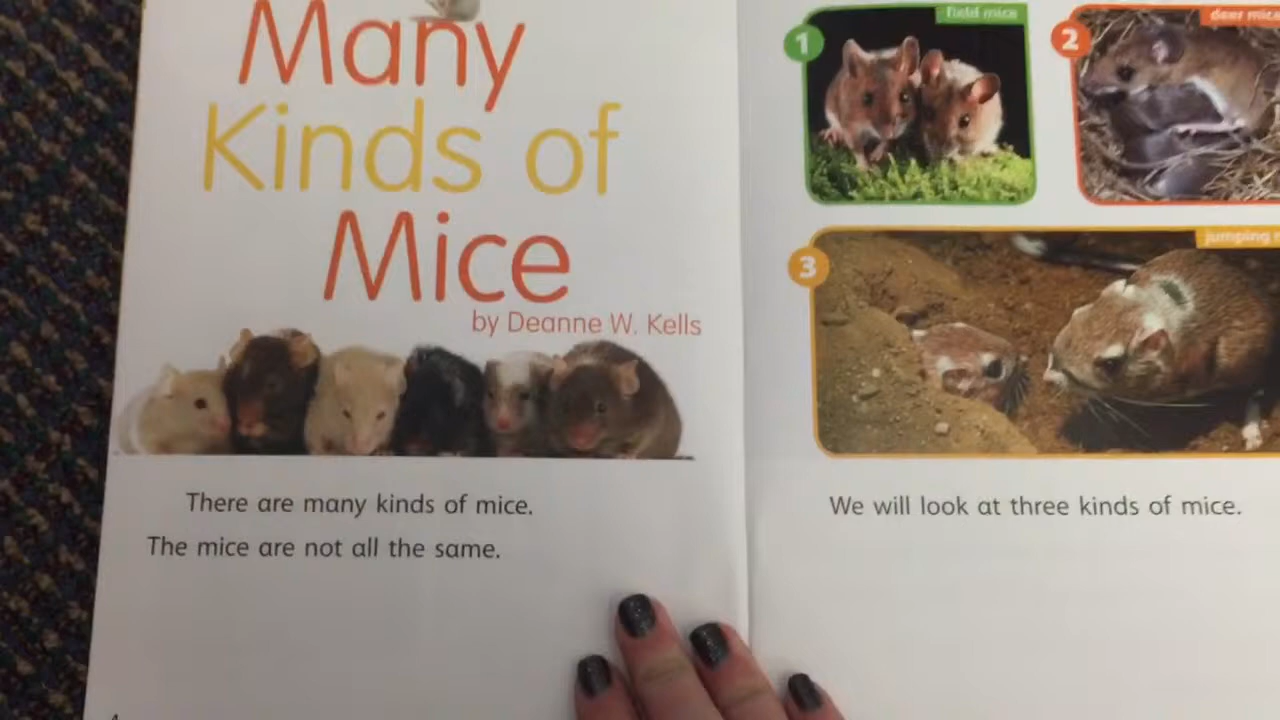 Many
Kinds of
Mice
by Deanne W. Kells
There are many kinds of mice.
The mice are not all the same.
1
field mice
2
deer mice
3
jumping
We will look at three kinds of mice.